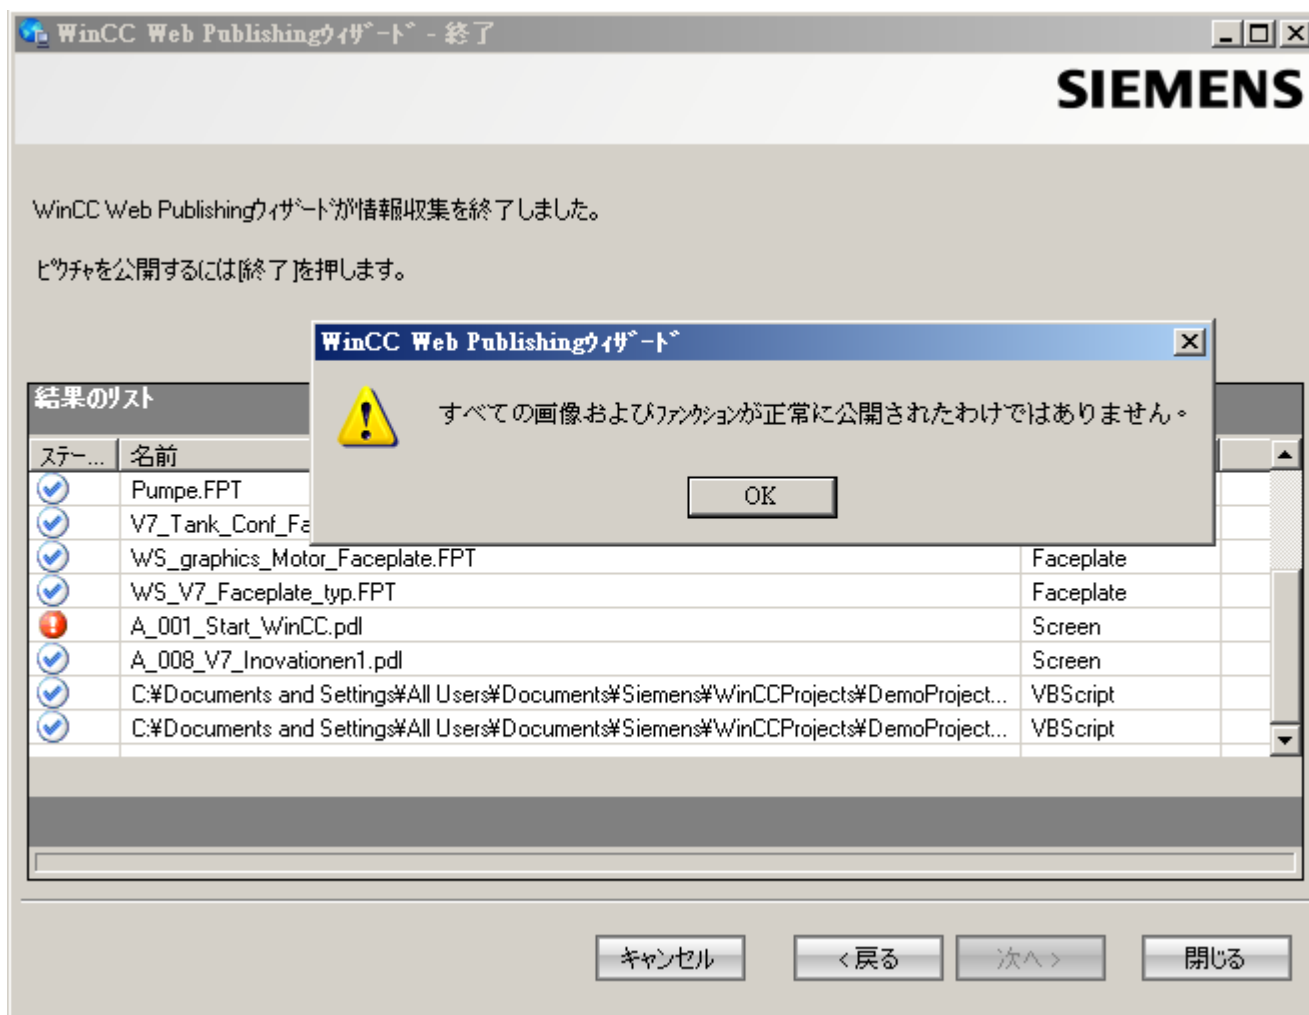 WinCC Web Publishingｳｨｻﾞｰﾄﾞ - 終了
SIEMENS
WinCC Web Publishingｳｨｻﾞｰﾄﾞが情報収集を終了しました。
ﾋﾟｸﾁｬを公開するには[終了]を押します。
WinCC Web Publishingｳｨｻﾞｰﾄﾞ
すべての画像およびﾌｧﾝｸｼｮﾝが正常に公開されたわけではありません。
OK
結果のﾘｽﾄ
ｽﾃｰ... 名前
Pumpe.FPT
V7_Tank_Conf_Fa
WS_graphics_Motor_Faceplate.FPT Faceplate
WS_V7_Faceplate_typ.FPT Faceplate
A_001_Start_WinCC.pdl Screen
A_008_V7_Inovationen1.pdl Screen
C:¥Documents and Settings¥All Users¥Documents¥Siemens¥WinCCProjects¥DemoProject... VBScript
C:¥Documents and Settings¥All Users¥Documents¥Siemens¥WinCCProjects¥DemoProject... VBScript
ｷｬﾝｾﾙ <戻る 次へ> 閉じる